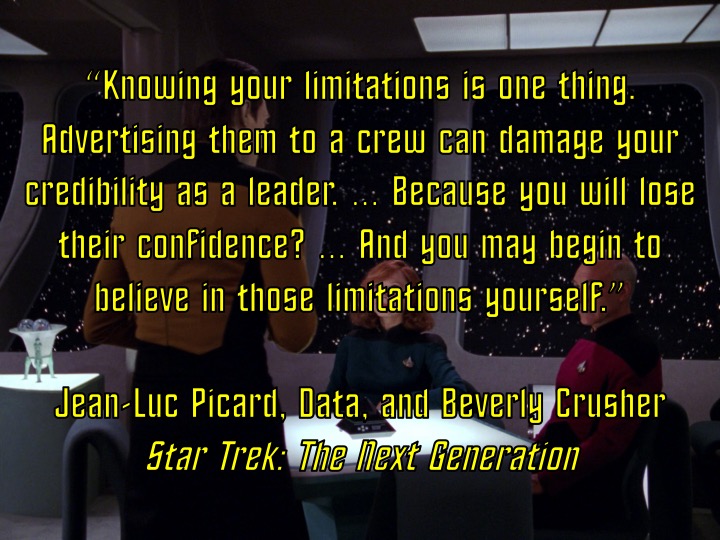 “Knowing your limitations is one thing.
Advertising them to a crew can damage your
credibility as a leader. ... Because you will lose
their confidence? ... And you may begin to
believe in those limitations yourself.”
Jean-Luc Picard, Data, and Beverly Crusher
Star Trek: The Next Generation